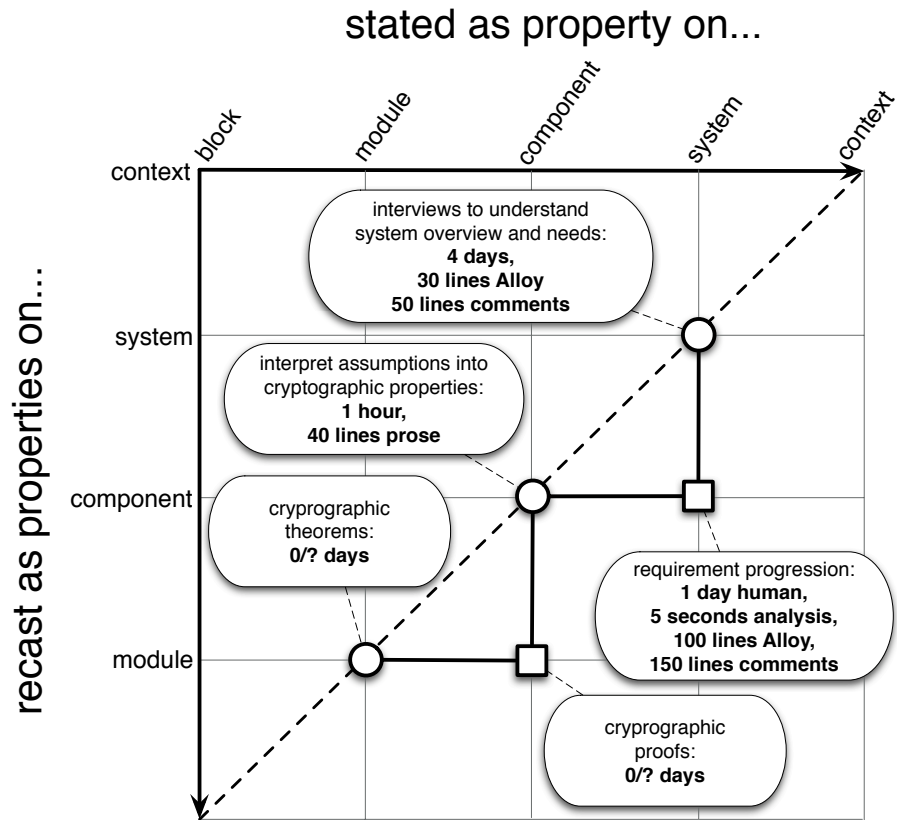 stated as property on...
block
module
component
system
context
recast as properties on...
context
system
component
module
interviews to understand
system overview and needs:
4 days,
30 lines Alloy
50 lines comments
interpret assumptions into
cryptographic properties:
1 hour,
40 lines prose
cryprographic
theorems:
0/? days
requirement progression:
1 day human,
5 seconds analysis,
100 lines Alloy,
150 lines comments
cryprographic
proofs:
0/? days